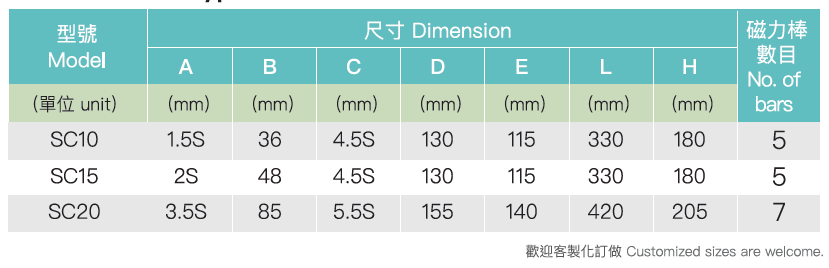 型號 尺寸 Dimension 磁力棒
Model A B C D E L H 數目
No. of
(單位 unit) (mm) (mm) (mm) (mm) (mm) (mm) (mm) bars
SC10 1.5S 36 4.5S 130 115 330 180 5
SC15 2S 48 4.5S 130 115 330 180 5
SC20 3.5S 85 5.5S 155 140 420 205 7
歡迎客製化訂做 Customized sizes are welcome.